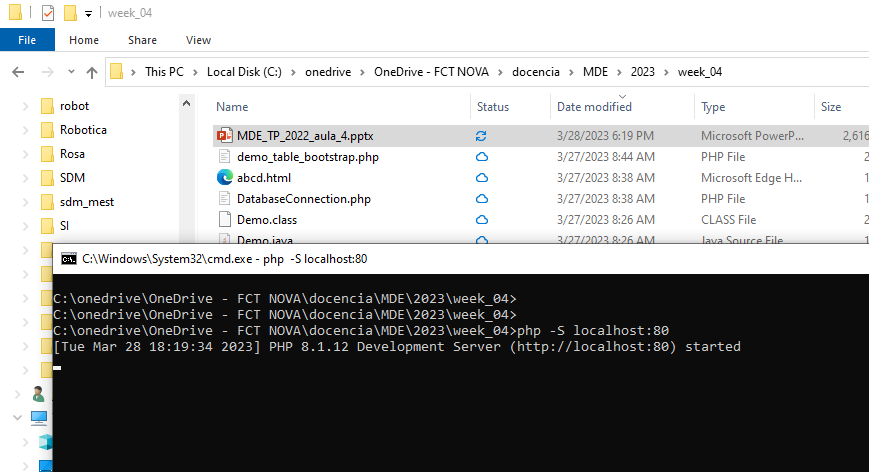 week_04
File Home Share View
This PC Local Disk (C:) onedrive OneDrive - FCT NOVA docencia MDE 2023 week_04
robot
Robotica
Rosa
SDM
sdm_mest
SI
Name Status Date modified Type Size
MDE_TP_2022_aula_4.pptx 3/28/2023 6:19 PM Microsoft PowerP... 2,616
demo_table_bootstrap.php 3/27/2023 8:44 AM PHP File 2
abcd.html 3/27/2023 8:38 AM Microsoft Edge H... 1
DatabaseConnection.php 3/27/2023 8:38 AM PHP File 1
Demo.class 3/27/2023 8:26 AM CLASS File 2
Demo.java 3/27/2023 8:26 AM Java Source File 1
C:\Windows\System32\cmd.exe - php -S localhost:80
C:\onedrive\OneDrive - FCT NOVA\docencia\MDE\2023\week_04>
C:\onedrive\OneDrive - FCT NOVA\docencia\MDE\2023\week_04>
C:\onedrive\OneDrive - FCT NOVA\docencia\MDE\2023\week_04>php -S localhost:80
[Tue Mar 28 18:19:34 2023] PHP 8.1.12 Development Server (http://localhost:80) started